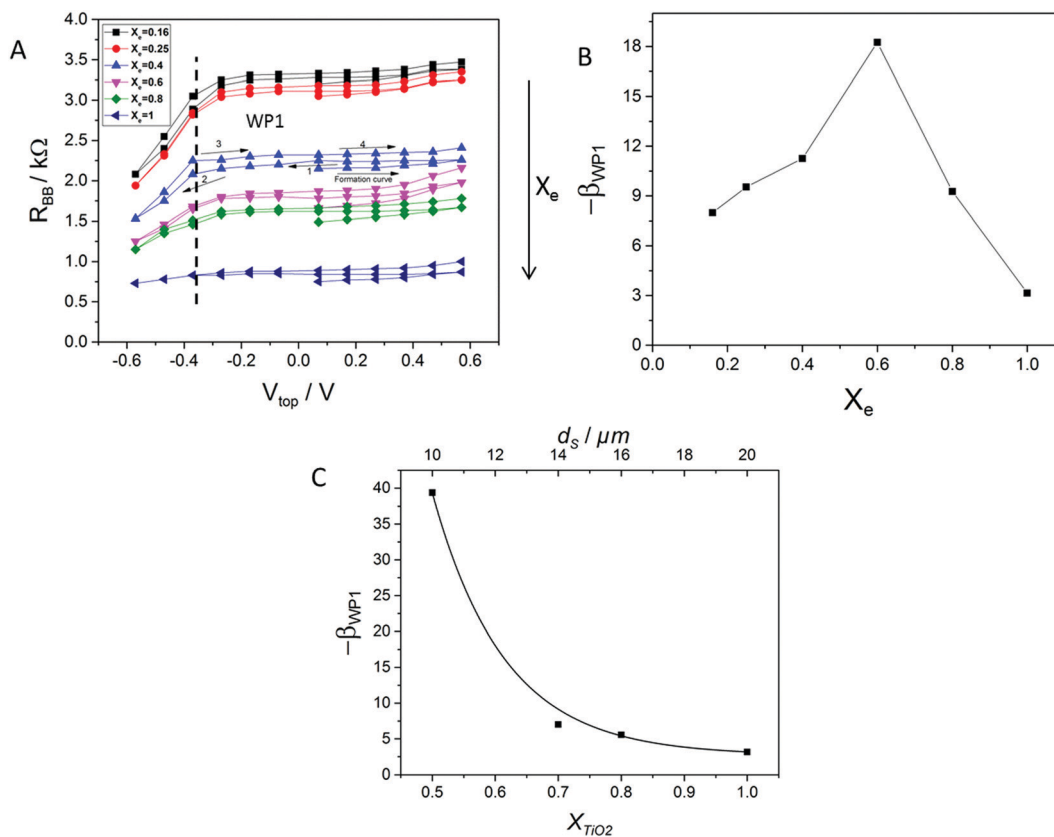 A
X_e=0.16
X_e=0.25
X_e=0.4
X_e=0.6
X_e=0.8
X_e=1
WP1
3
4
1
Formation curve
2
R_BB / kΩ
4.0
3.5
3.0
2.5
2.0
1.5
1.0
0.5
0.0
-0.6 -0.4 -0.2 0.0 0.2 0.4 0.6
V_top / V
X_e
B
−β_WP1
18
15
12
9
6
3
0
0.0 0.2 0.4 0.6 0.8 1.0
X_e
C
d_S / μm
10 12 14 16 18 20
−β_WP1
40
35
30
25
20
15
10
5
0
0.5 0.6 0.7 0.8 0.9 1.0
X_TiO2